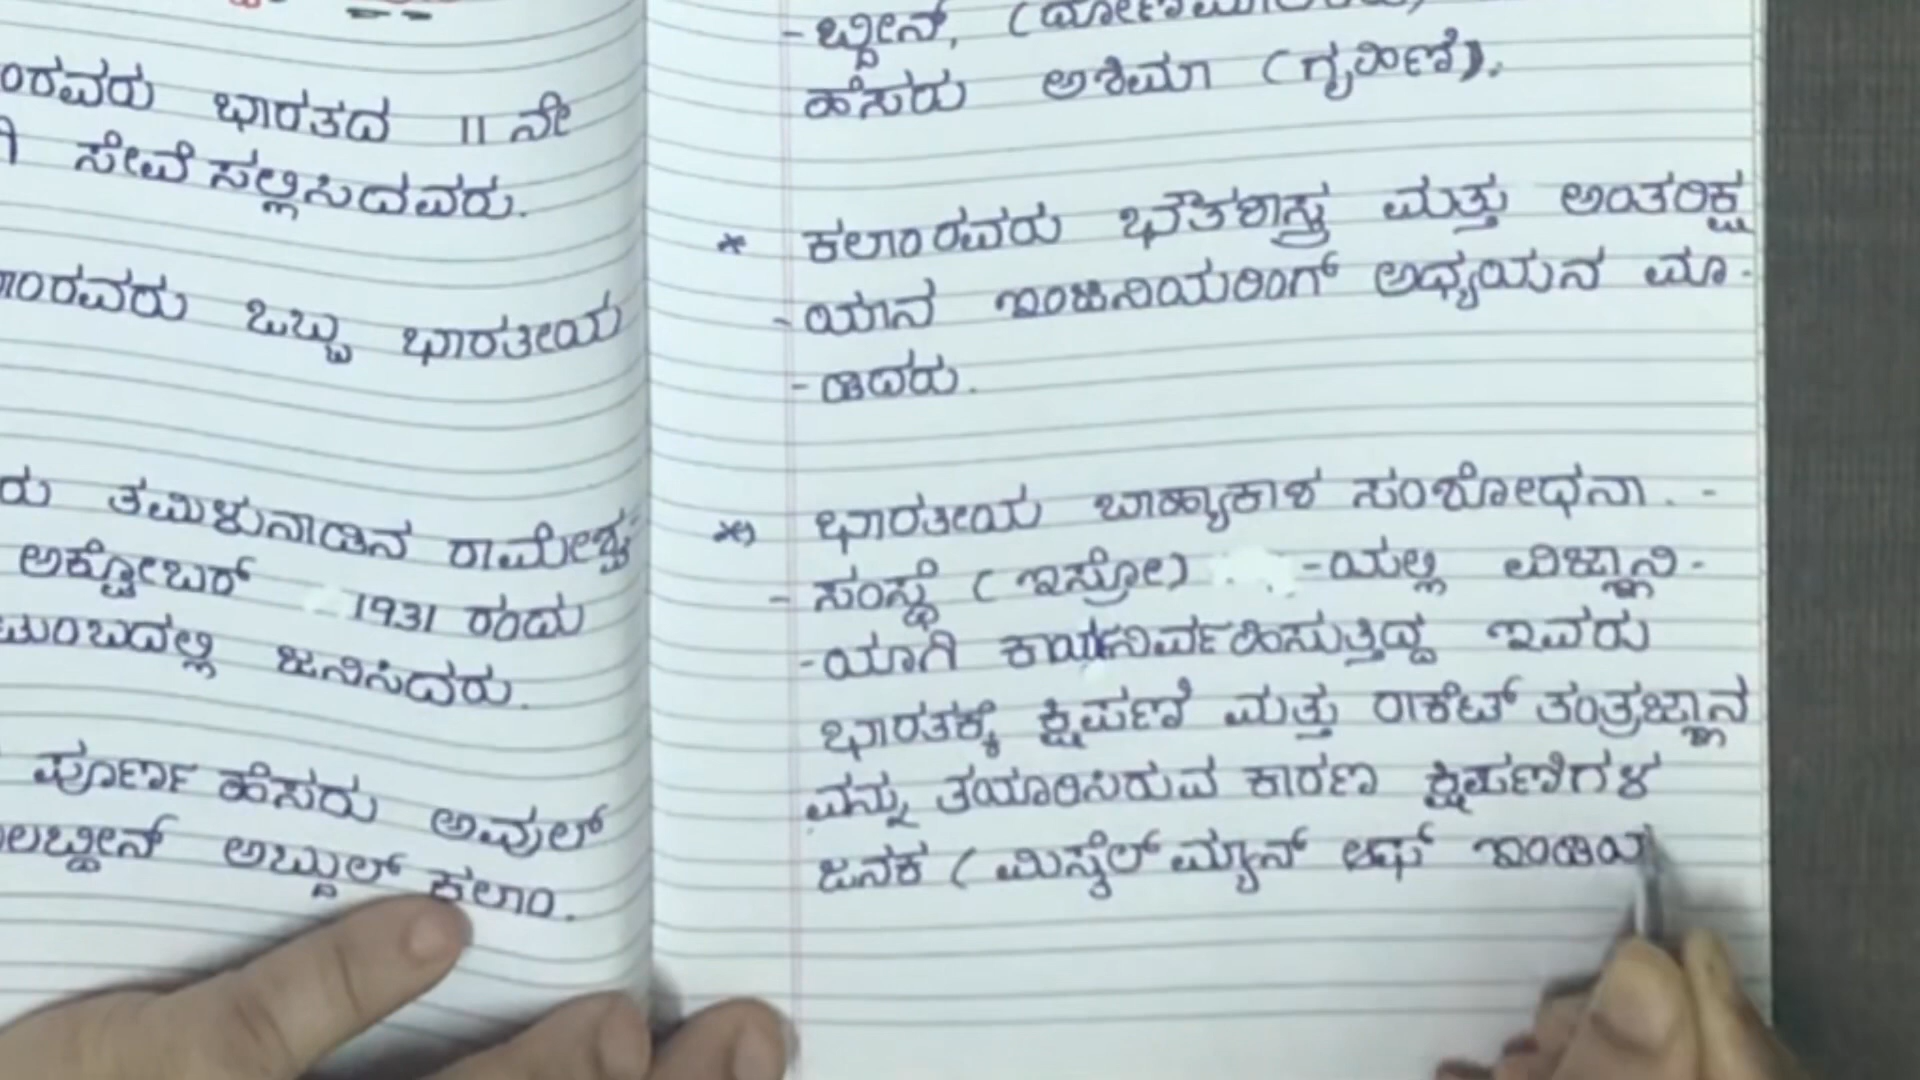 ರವರು ಭಾರತದ 11 ನೇ
ಸೇವೆ ಸಲ್ಲಿಸಿದವರು.
ಾಂರವರು ಒಬ್ಬ ಭಾರತೀಯ
ರು ತಮಿಳುನಾಡಿನ ರಾಮೇಶ್ವ-
ಅಕ್ಟೋಬರ್ 1931 ರಂದು
ಟುಂಬದಲ್ಲಿ ಜನಿಸಿದರು.
ಪೂರ್ಣ ಹೆಸರು ಅವುಲ್
ಲಬ್ದೀನ್ ಅಬ್ದುಲ್ ಕಲಾಂ.
- ಬ್ದೀನ್, (
ಹೆಸರು ಅಶಿಮಾ (ಗೃಹಿಣಿ).
* ಕಲಾಂರವರು ಭೌತಶಾಸ್ತ್ರ ಮತ್ತು ಅಂತರಿಕ್ಷ
- ಯಾನ ಇಂಜಿನಿಯರಿಂಗ್ ಅಧ್ಯಯನ ಮಾ-
- ಡಿದರು.
* ಭಾರತೀಯ ಬಾಹ್ಯಾಕಾಶ ಸಂಶೋಧನಾ. -
- ಸಂಸ್ಥೆ (ಇಸ್ರೋ) -ಯಲ್ಲಿ ವಿಜ್ಞಾನಿ-
-ಯಾಗಿ ಕಾರ್ಯನಿರ್ವಹಿಸುತ್ತಿದ್ದ ಇವರು
ಭಾರತಕ್ಕೆ ಕ್ಷಿಪಣಿ ಮತ್ತು ರಾಕೆಟ್ ತಂತ್ರಜ್ಞಾನ
ವನ್ನು ತಯಾರಿಸಿರುವ ಕಾರಣ ಕ್ಷಿಪಣಿಗಳ
ಜನಕ (ಮಿಸೈಲ್ ಮ್ಯಾನ್ ಆಫ್ ಇಂಡಿಯ